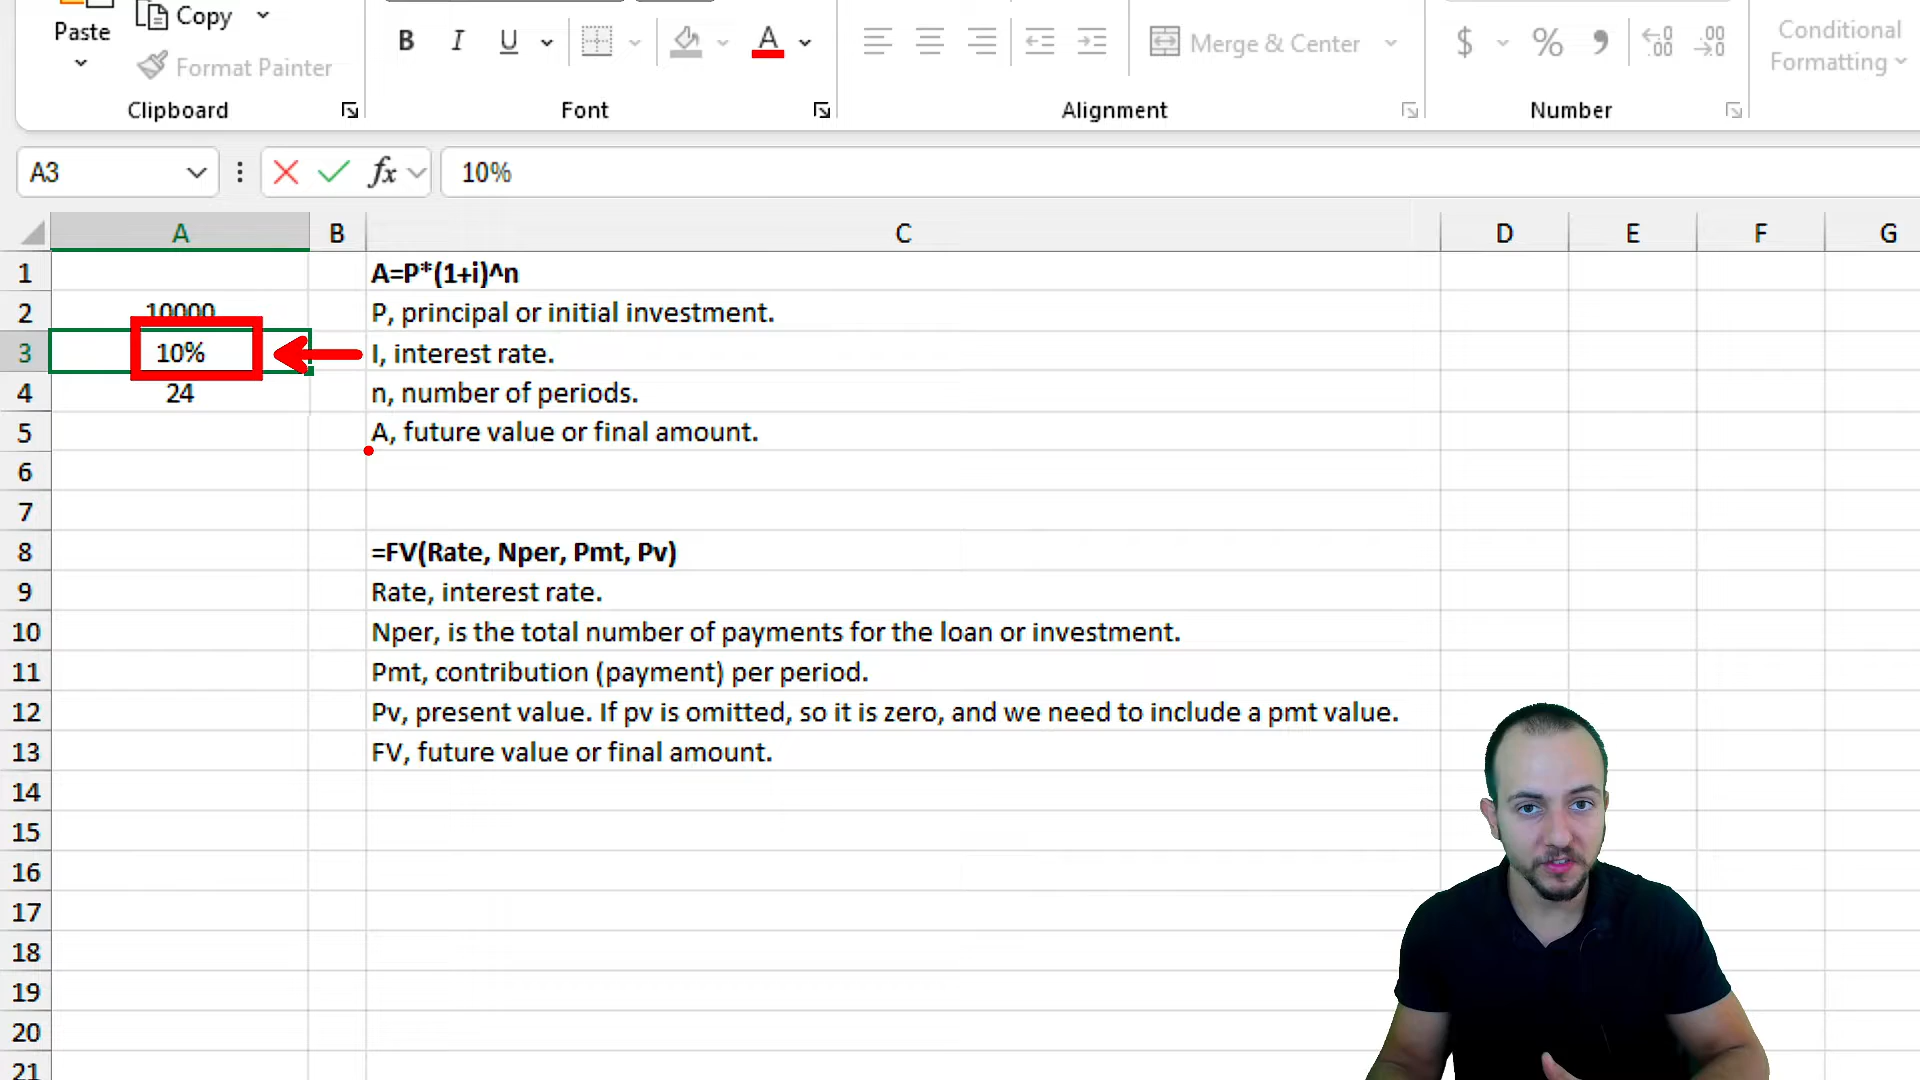 Paste
Copy
Format Painter
Clipboard
B I U A
Font
Merge & Center
Alignment
$ % , .00 .00
Number
Conditional
Formatting
A3
fx
10%
A B C D E F G
1 A=P*(1+i)^n
2 10000 P, principal or initial investment.
3 10% I, interest rate.
4 24 n, number of periods.
5 A, future value or final amount.
6
7
8 =FV(Rate, Nper, Pmt, Pv)
9 Rate, interest rate.
10 Nper, is the total number of payments for the loan or investment.
11 Pmt, contribution (payment) per period.
12 Pv, present value. If pv is omitted, so it is zero, and we need to include a pmt value.
13 FV, future value or final amount.
14
15
16
17
18
19
20
21